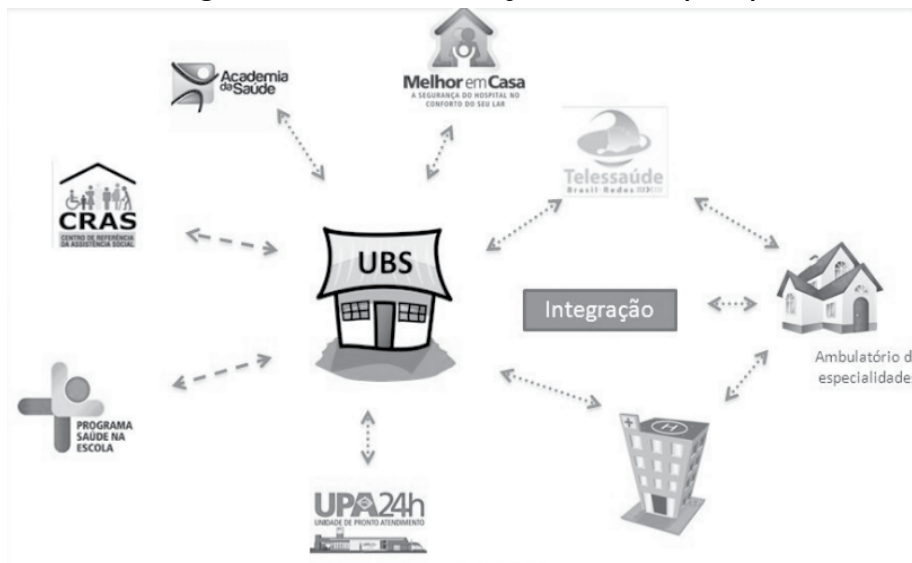 Academia
da Saúde
Melhor em Casa
A SEGURANÇA DO HOSPITAL NO
CONFORTO DO SEU LAR
Telessaúde
Brasil Redes
CRAS
CENTRO DE REFERÊNCIA
DA ASSISTÊNCIA SOCIAL
UBS
Integração
Ambulatório d
especialidades
PROGRAMA
SAÚDE NA
ESCOLA
H
UPA24h
UNIDADE DE PRONTO ATENDIMENTO